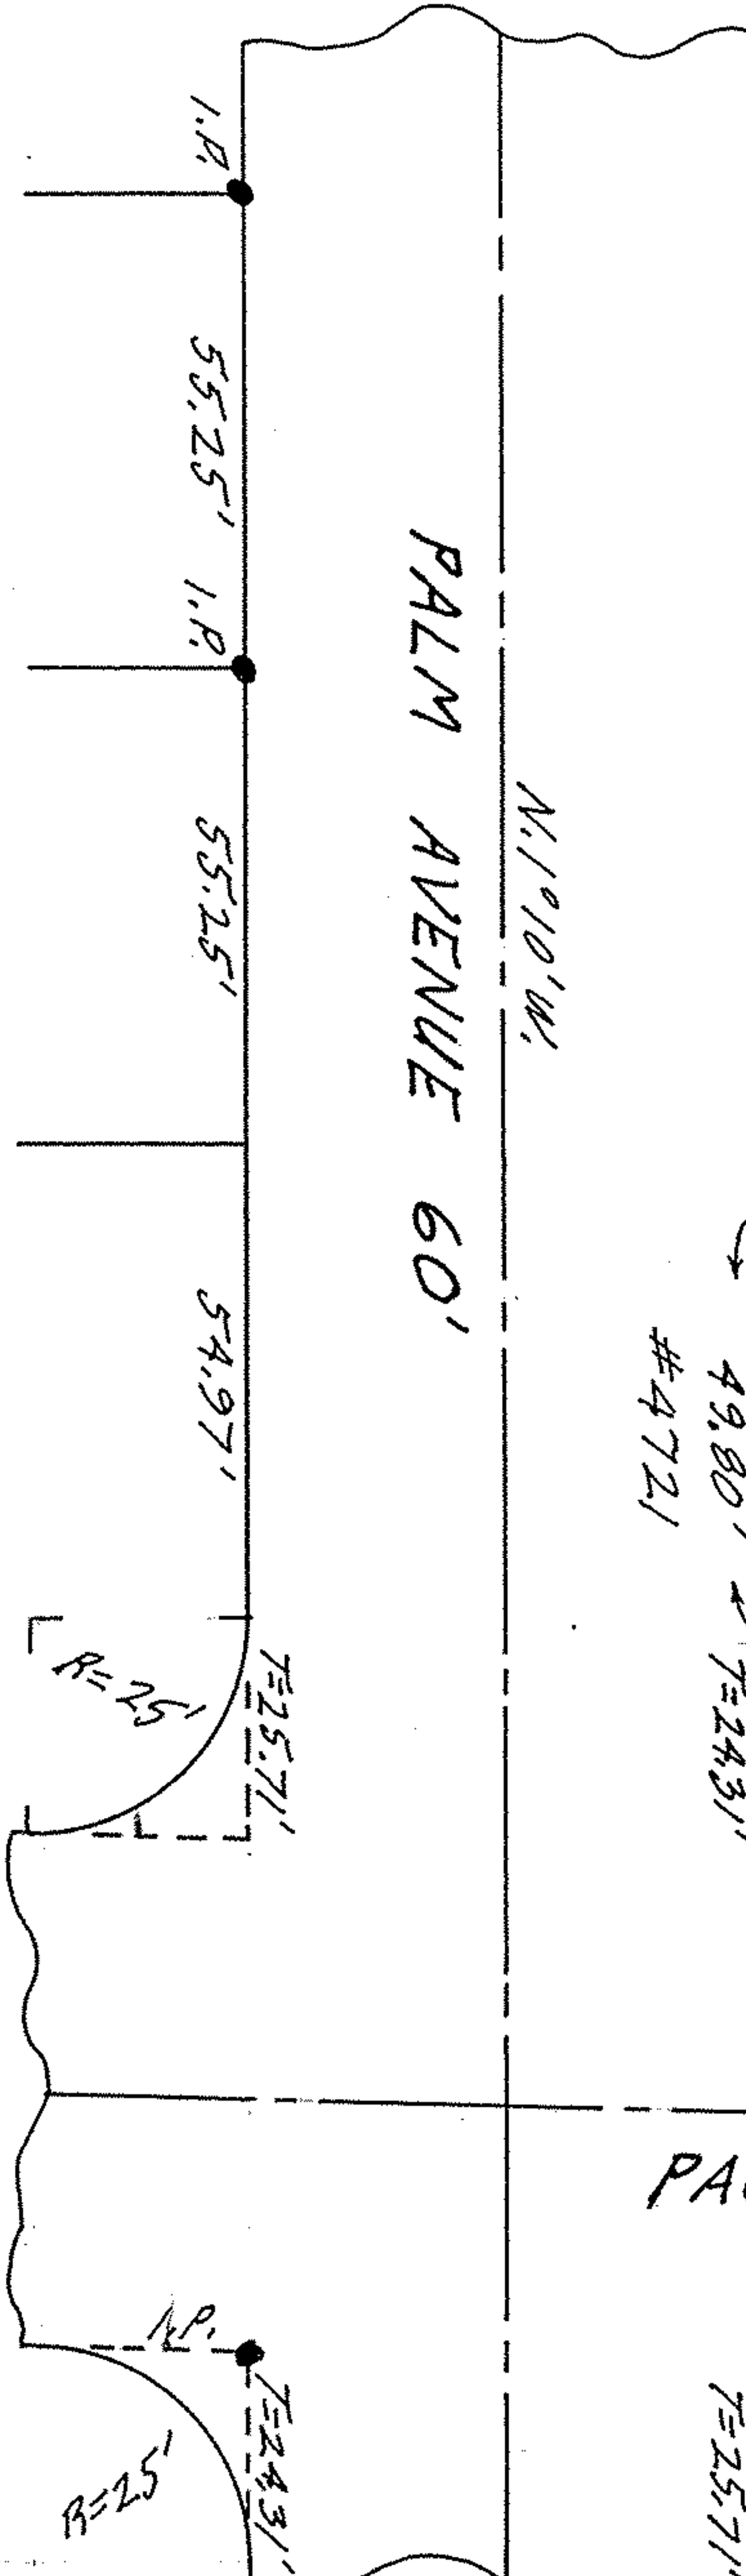 I.P.
55.25'
I.P.
55.25'
54.97'
R=25'
T=25.71'
PALM AVENUE 60'
N.1°10'W.
49.80'
T=24.31'
#4721
I.P.
T=24.31'
R=25'
T=25.71'